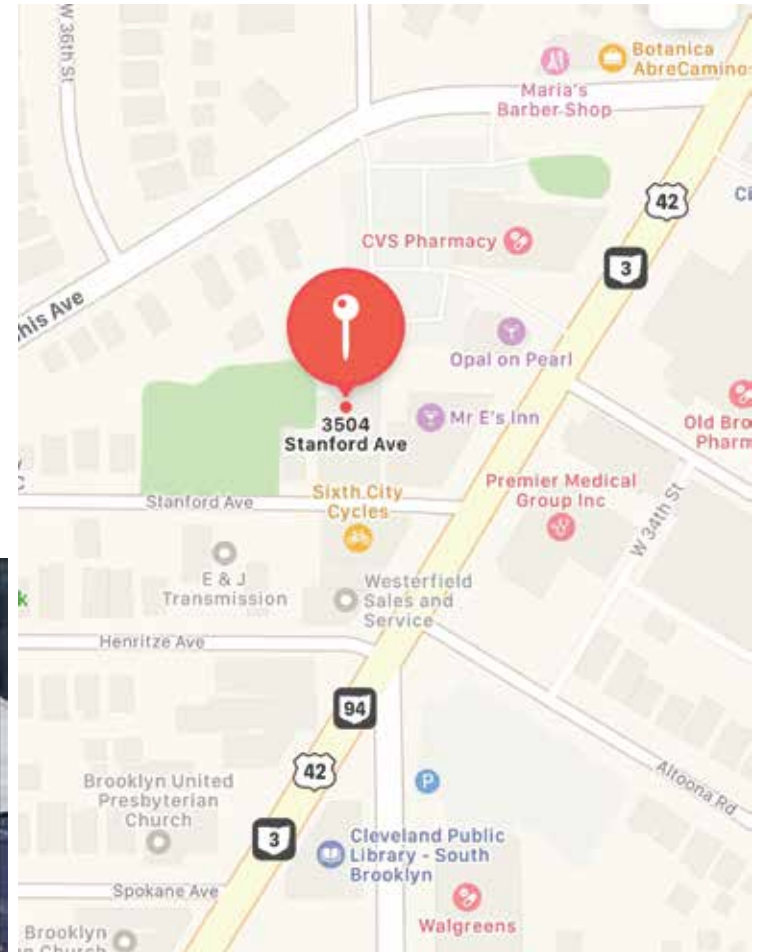 W 36th St
Botanica
AbreCamino
Maria's
Barber Shop
42
CVS Pharmacy
3
his Ave
Opal on Pearl
3504
Stanford Ave
Mr E's Inn
Old Bro
Pharm
Stanford Ave
Sixth City
Cycles
Premier Medical
Group Inc
W 34th St
E & J
Transmission
Westerfield
Sales and
Service
k
Henritze Ave
94
42
Altoona Rd
Brooklyn United
Presbyterian
Church
P
3
Cleveland Public
Library - South
Brooklyn
Spokane Ave
Walgreens
Brooklyn